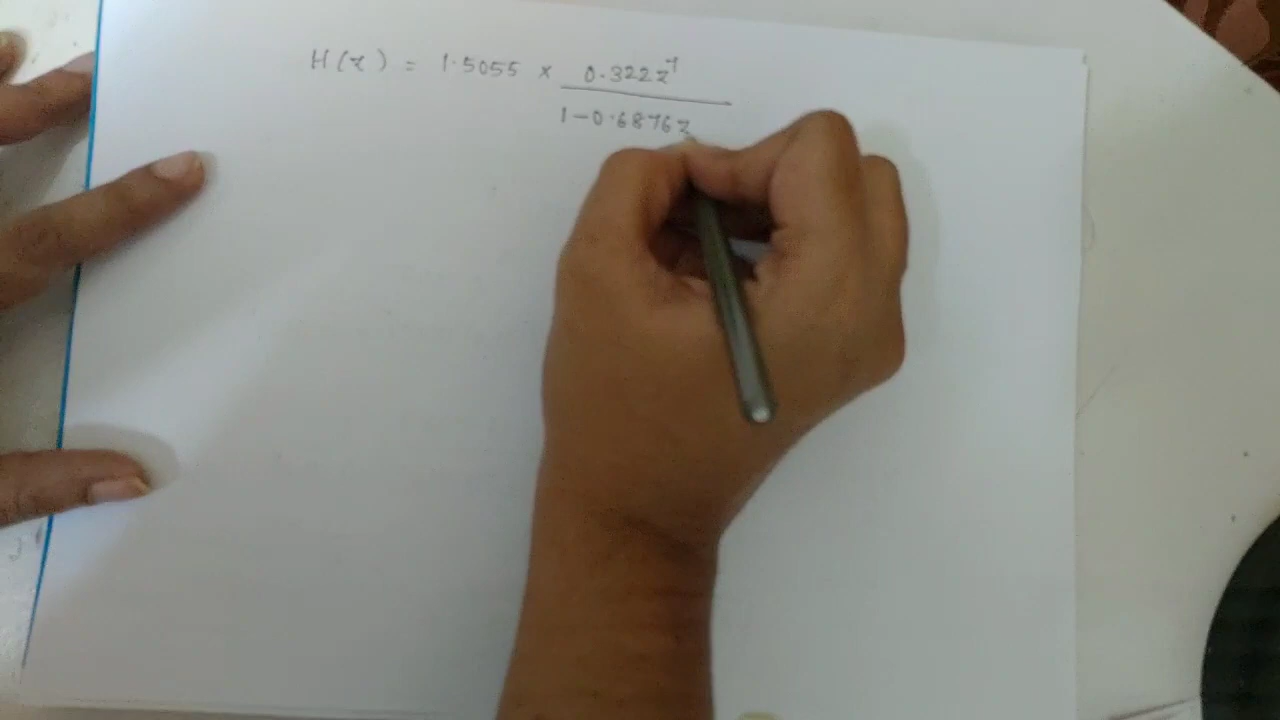 H(z) = 1.5055 × 0.322z⁻¹
1-0.6876z